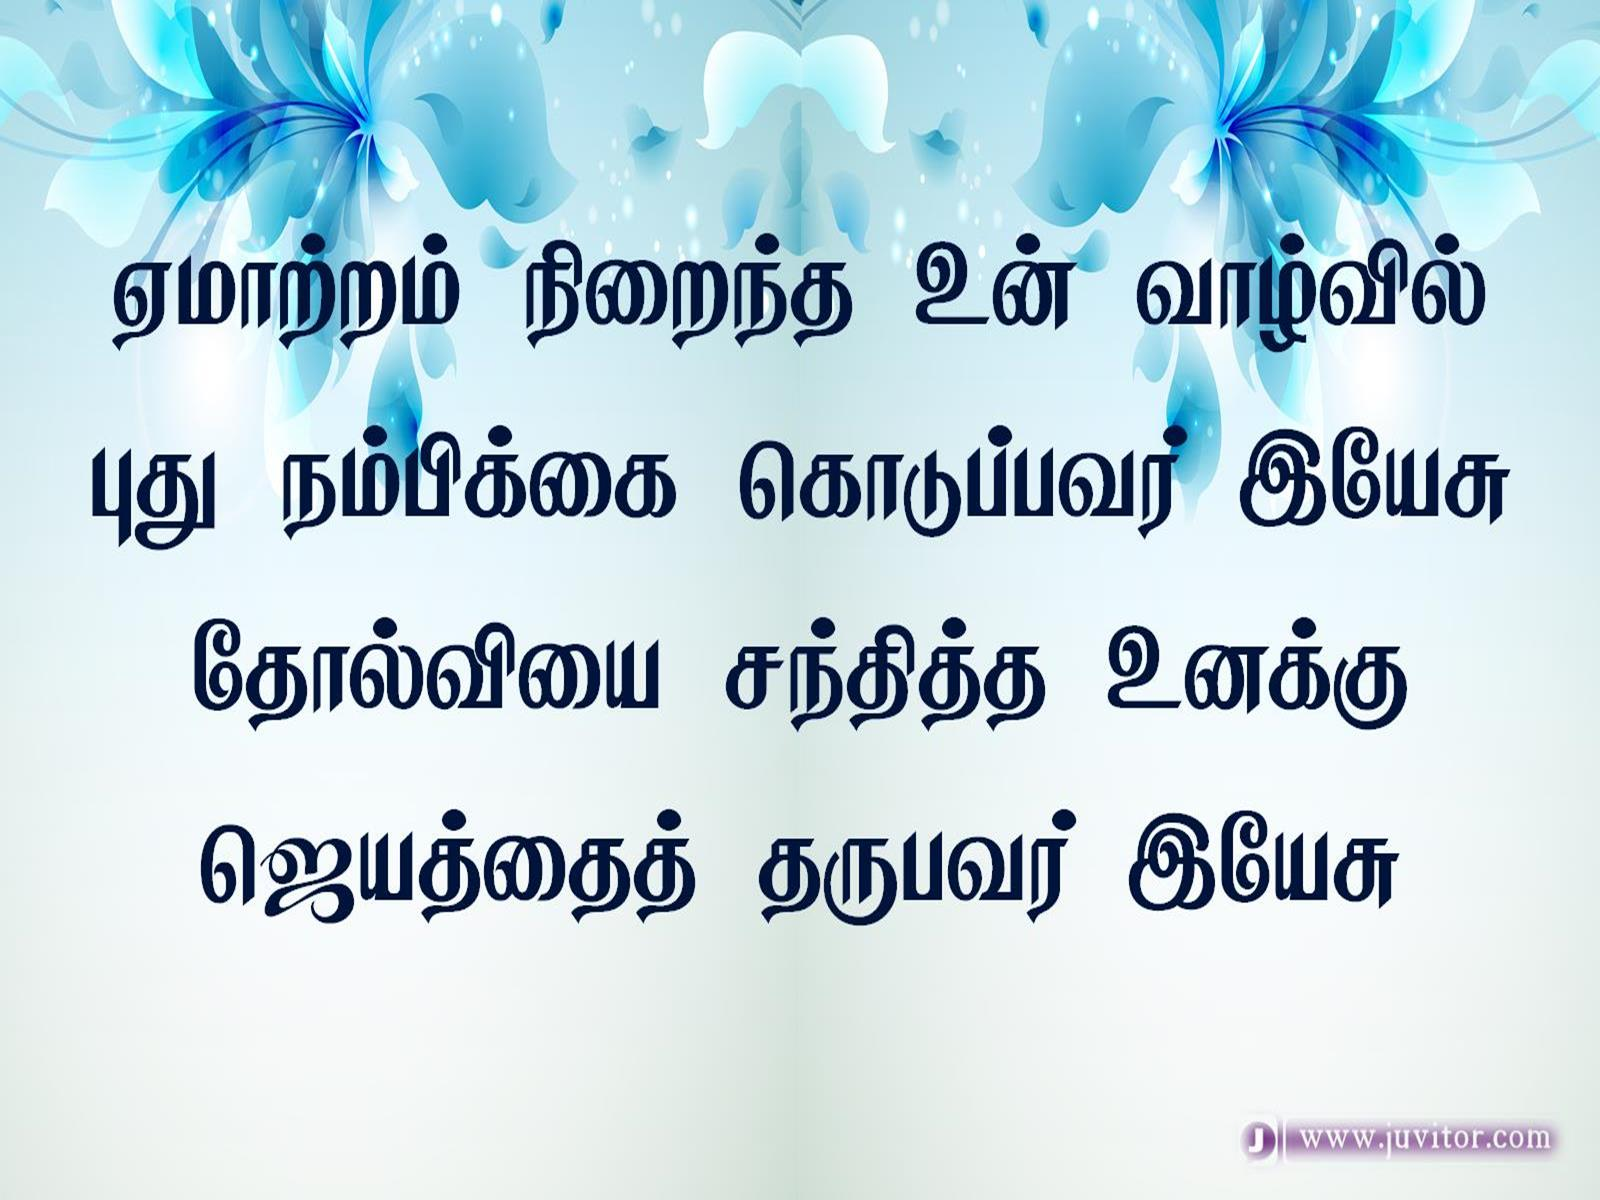 ஏமாற்றம் நிறைந்த உன் வாழ்வில்
புது நம்பிக்கை கொடுப்பவர் இயேசு
தோல்வியை சந்தித்த உனக்கு
ஜெயத்தைத் தருபவர் இயேசு
J www.juvitor.com